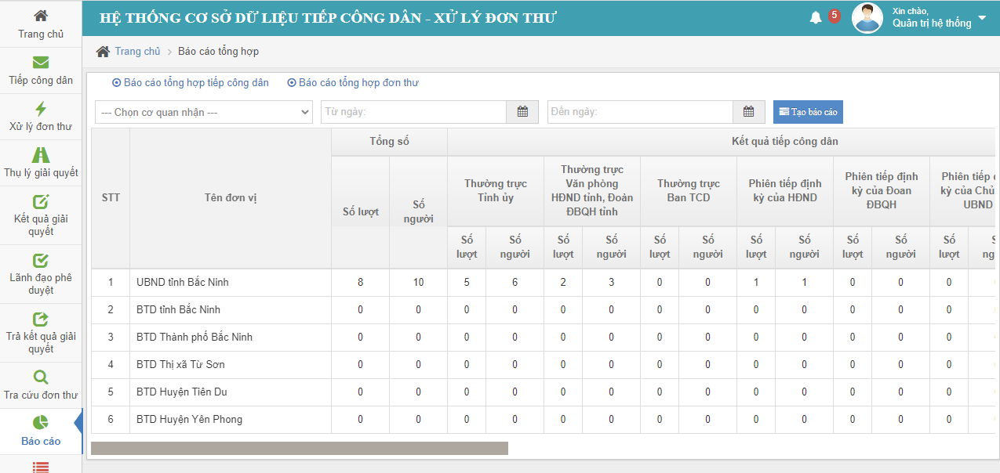 HỆ THỐNG CƠ SỞ DỮ LIỆU TIẾP CÔNG DÂN - XỬ LÝ ĐƠN THƯ
5
Xin chào,
Quản trị hệ thống
Trang chủ
Tiếp công dân
Xử lý đơn thư
Thụ lý giải quyết
Kết quả giải
quyết
Lãnh đạo phê
duyệt
Trả kết quả giải
quyết
Tra cứu đơn thư
Báo cáo
Trang chủ > Báo cáo tổng hợp
Báo cáo tổng hợp tiếp công dân Báo cáo tổng hợp đơn thư
--- Chọn cơ quan nhận --- Từ ngày: Đến ngày: Tạo báo cáo
STT
Tên đơn vị
Tổng số
Kết quả tiếp công dân
Số lượt
Số
người
Thường trực
Tỉnh ủy
Thường trực
Văn phòng
HĐND tỉnh, Đoàn
ĐBQH tỉnh
Thường trực
Ban TCD
Phiên tiếp định
kỳ của HĐND
Phiên tiếp định
kỳ của Đoan
ĐBQH
Phiên tiếp
kỳ của Chủ
UBND
Số
lượt
Số
người
Số
lượt
Số
người
Số
lượt
Số
người
Số
lượt
Số
người
Số
lượt
Số
người
Số
lượt
1 UBND tỉnh Bắc Ninh 8 10 5 6 2 3 0 0 1 1 0 0 0
2 BTD tỉnh Bắc Ninh 0 0 0 0 0 0 0 0 0 0 0 0 0
3 BTD Thành phố Bắc Ninh 0 0 0 0 0 0 0 0 0 0 0 0 0
4 BTD Thị xã Từ Sơn 0 0 0 0 0 0 0 0 0 0 0 0 0
5 BTD Huyện Tiên Du 0 0 0 0 0 0 0 0 0 0 0 0 0
6 BTD Huyện Yên Phong 0 0 0 0 0 0 0 0 0 0 0 0 0